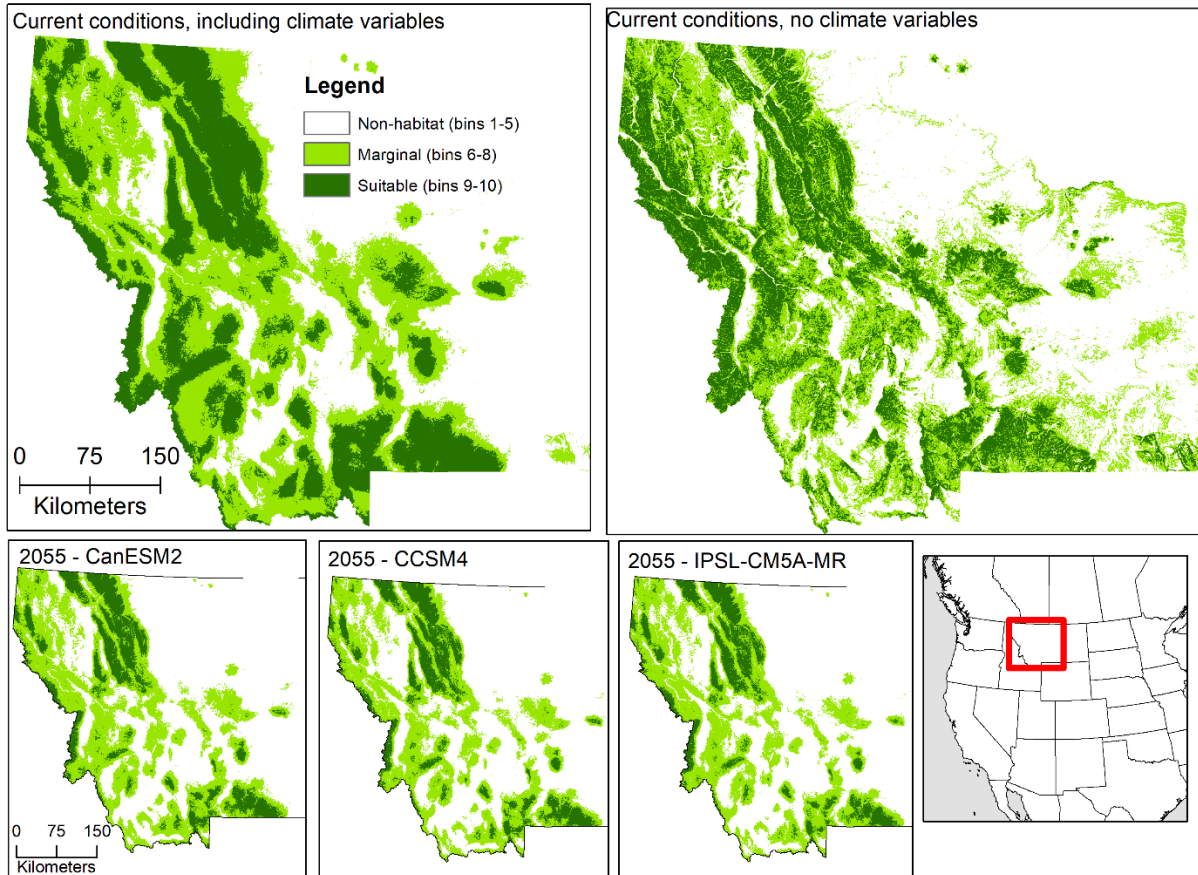 Current conditions, including climate variables
Legend
Non-habitat (bins 1-5)
Marginal (bins 6-8)
Suitable (bins 9-10)
0 75 150
Kilometers
Current conditions, no climate variables
2055 - CanESM2
0 75 150
Kilometers
2055 - CCSM4
2055 - IPSL-CM5A-MR